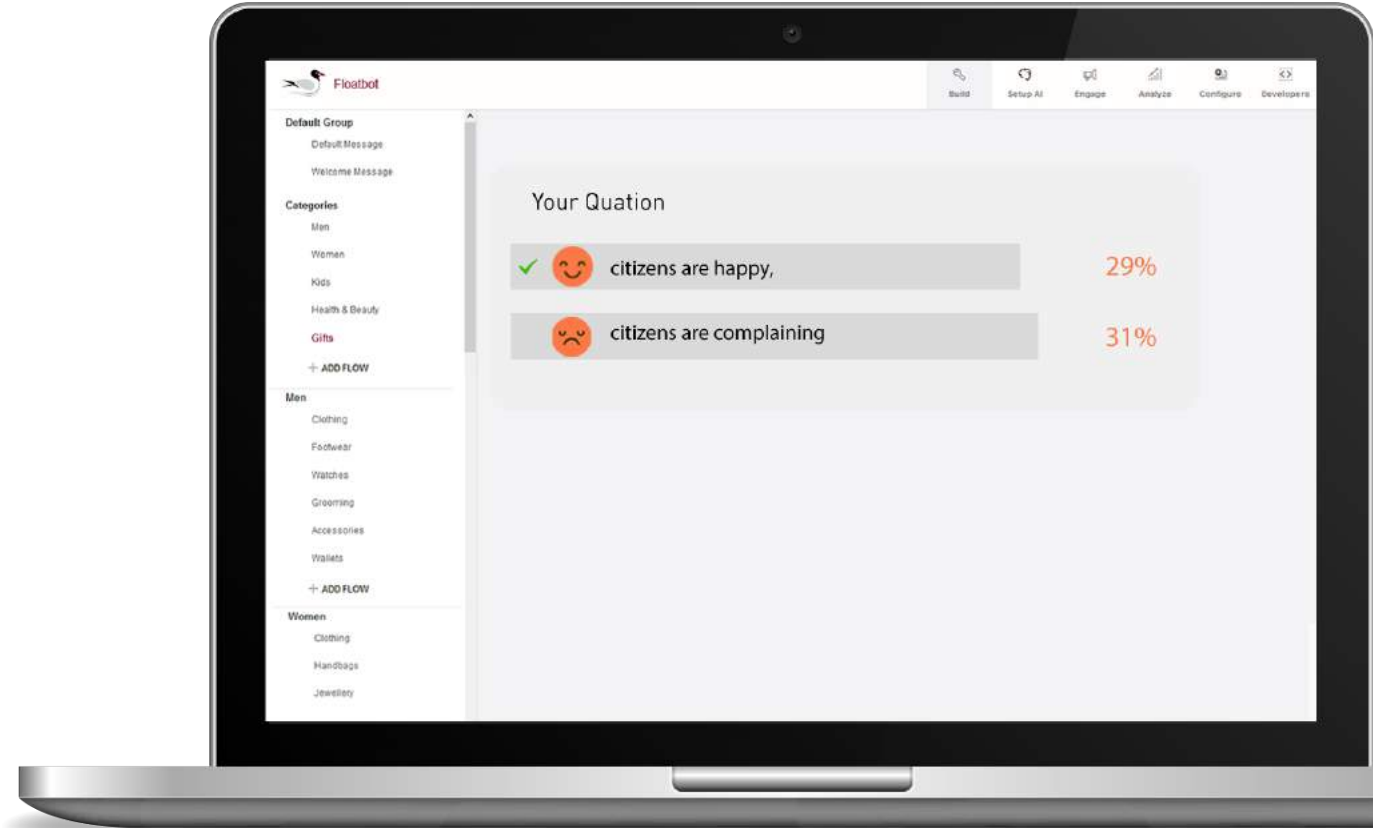 Floatbot
Build
Setup AI
Engage
Analyze
Configure
Developers
Default Group
Default Message
Welcome Message
Categories
Men
Women
Kids
Health & Beauty
Gifts
+ ADD FLOW
Men
Clothing
Footwear
Watches
Grooming
Accessories
Wallets
+ ADD FLOW
Women
Clothing
Handbags
Jewellery
Your Quation
citizens are happy, 29%
citizens are complaining 31%